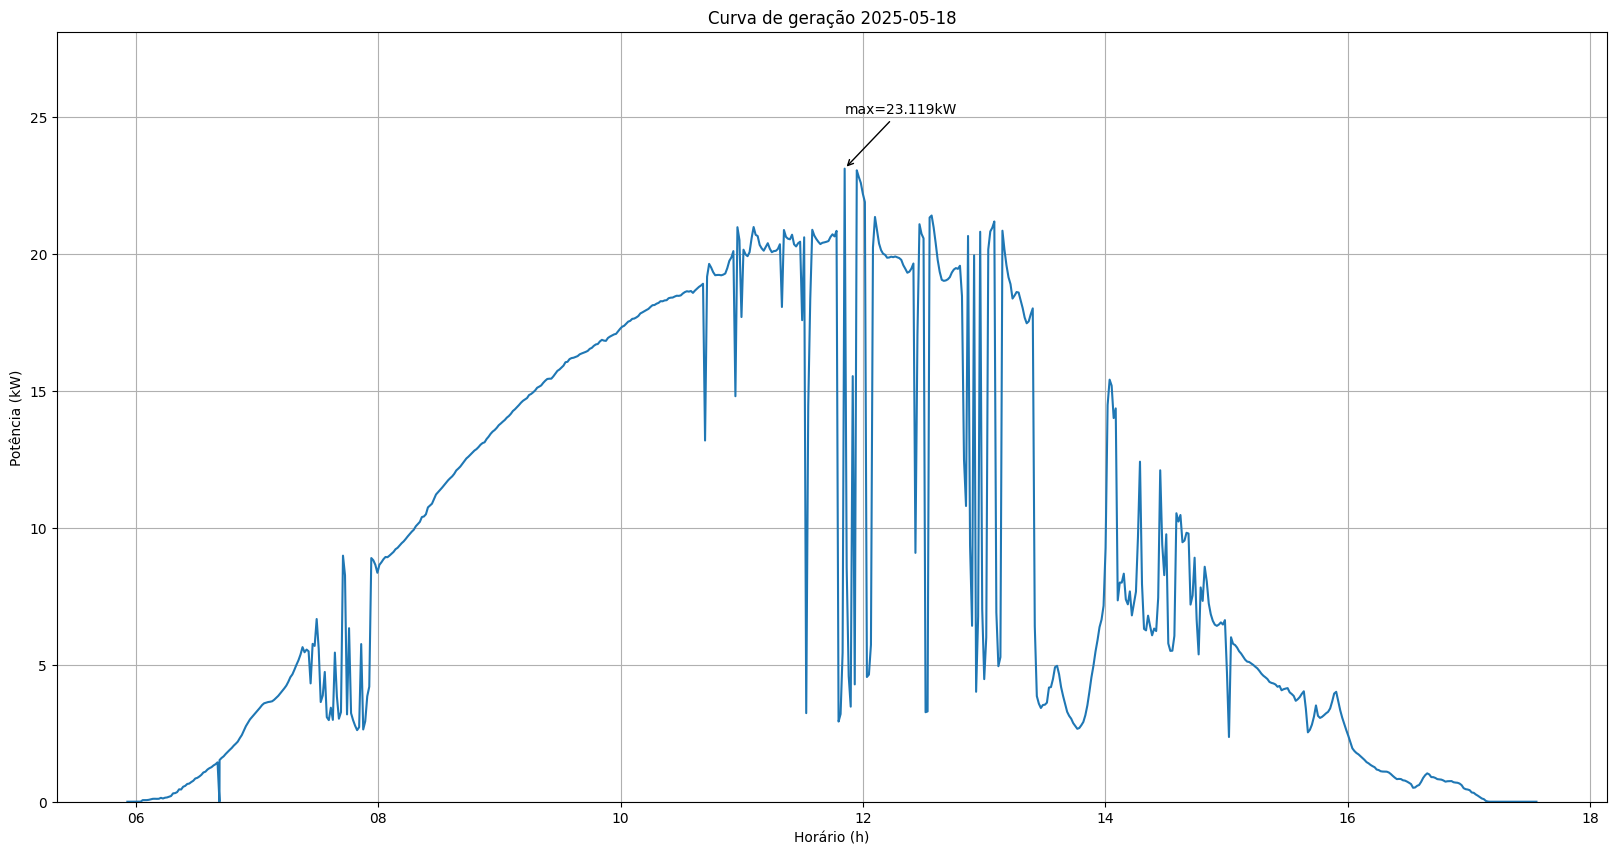 Curva de geração 2025-05-18
max=23.119kW
Potência (kW)
25
20
15
10
5
0
06 08 10 12 14 16 18
Horário (h)